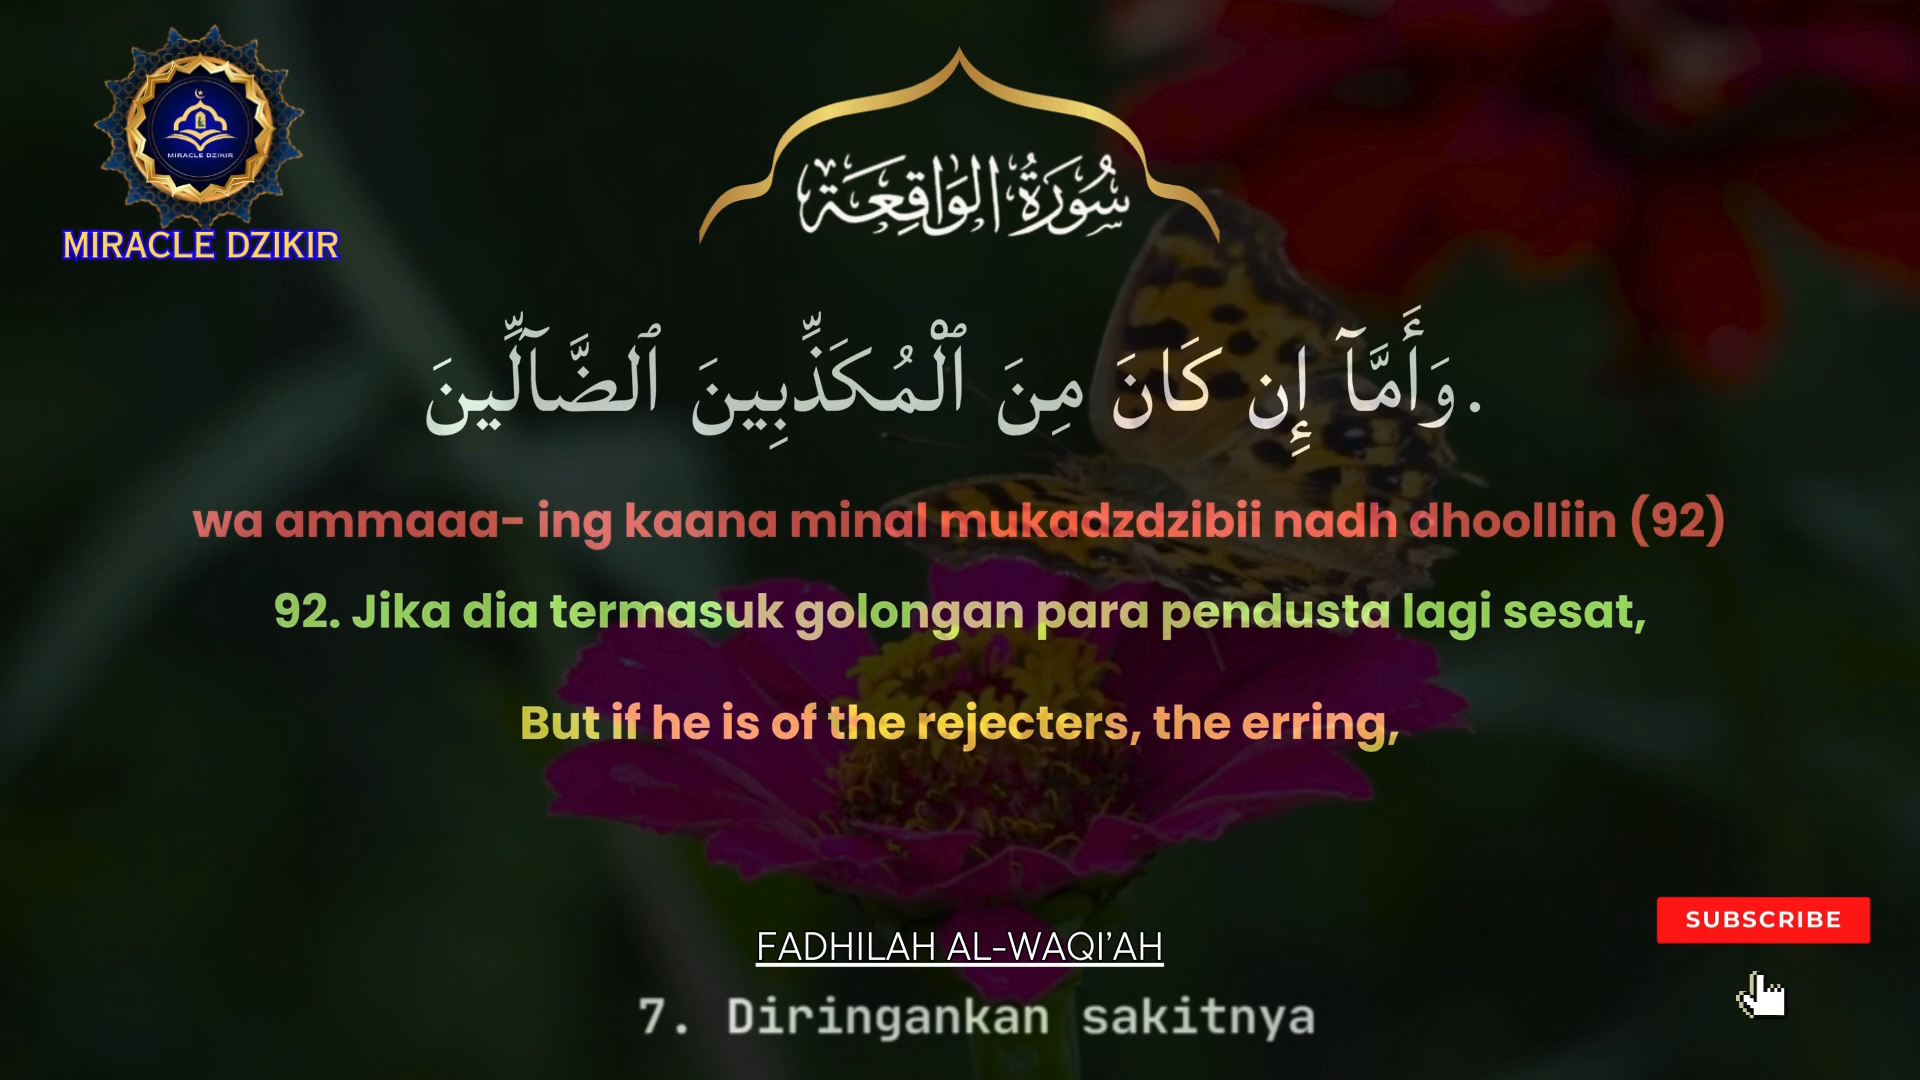 MIRACLE DZIKIR
MIRACLE DZIKIR
سُورَةُ الوَاقِعَة
وَأَمَّآ إِن كَانَ مِنَ ٱلْمُكَذِّبِينَ ٱلضَّآلِّينَ.
wa ammaaa- ing kaana minal mukadzdzibii nadh dhoolliin (92)
92. Jika dia termasuk golongan para pendusta lagi sesat,
But if he is of the rejecters, the erring,
SUBSCRIBE
FADHILAH AL-WAQI'AH
7. Diringankan sakitnya